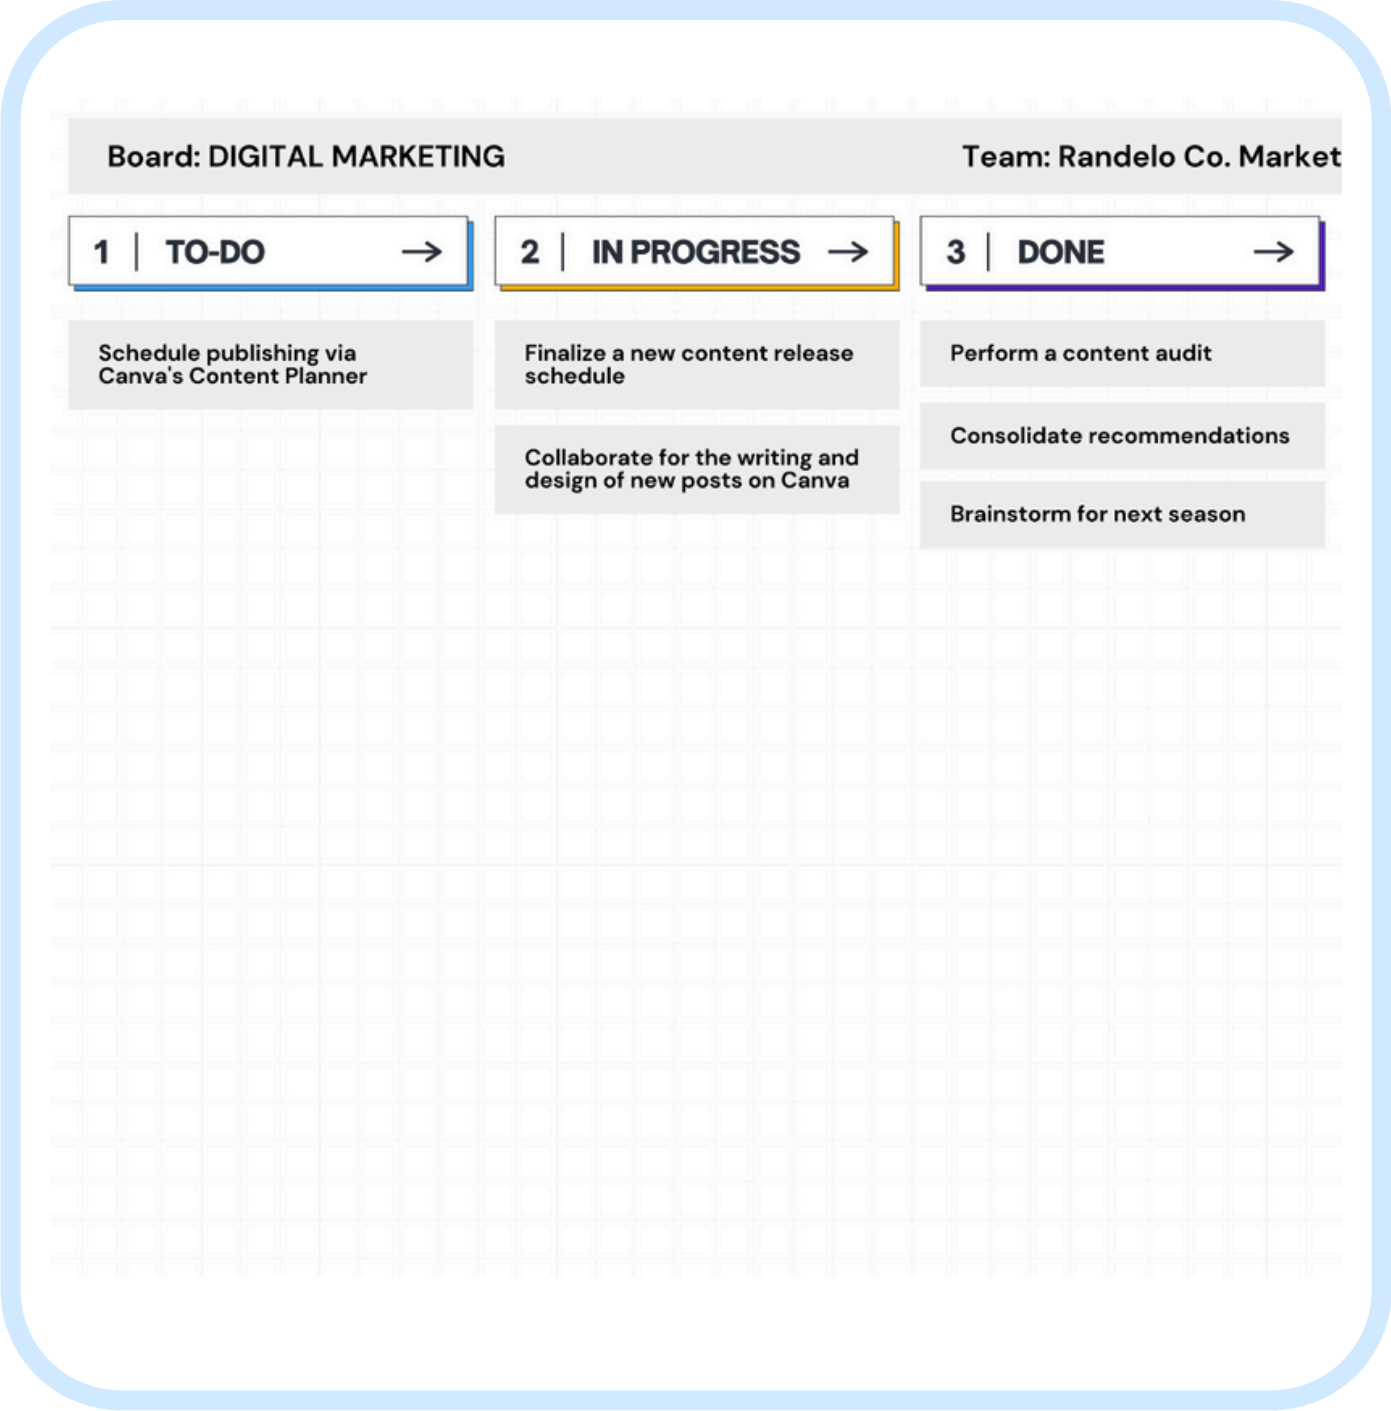 Board: DIGITAL MARKETING
Team: Randelo Co. Market
1 | TO-DO →
2 | IN PROGRESS →
3 | DONE →
Schedule publishing via
Canva's Content Planner
Finalize a new content release
schedule
Collaborate for the writing and
design of new posts on Canva
Perform a content audit
Consolidate recommendations
Brainstorm for next season